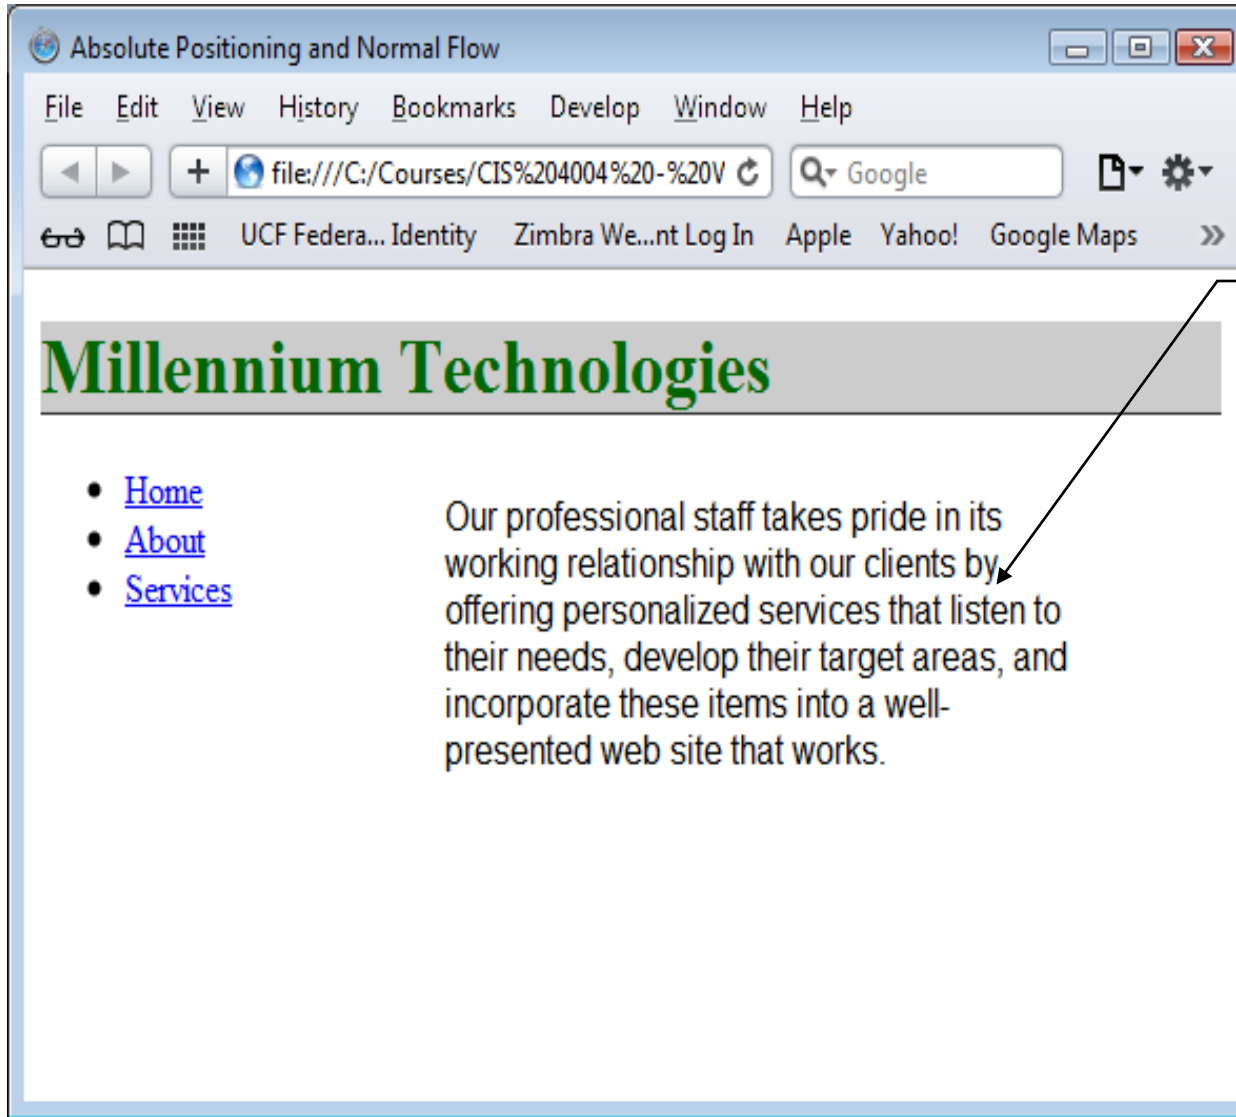 Absolute Positioning and Normal Flow
File Edit View History Bookmarks Develop Window Help
file:///C:/Courses/CIS%204004%20-%20V Google
UCF Federa... Identity Zimbra We...nt Log In Apple Yahoo! Google Maps
Millennium Technologies
Home
About
Services
Our professional staff takes pride in its
working relationship with our clients by
offering personalized services that listen to
their needs, develop their target areas, and
incorporate these items into a well-
presented web site that works.